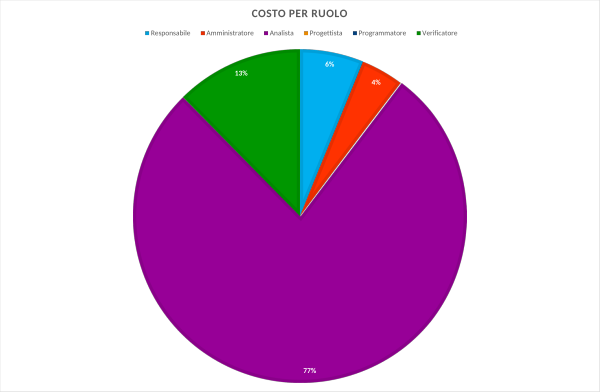 COSTO PER RUOLO
Responsabile Amministratore Analista Progettista Programmatore Verificatore
13% 6%
4%
77%